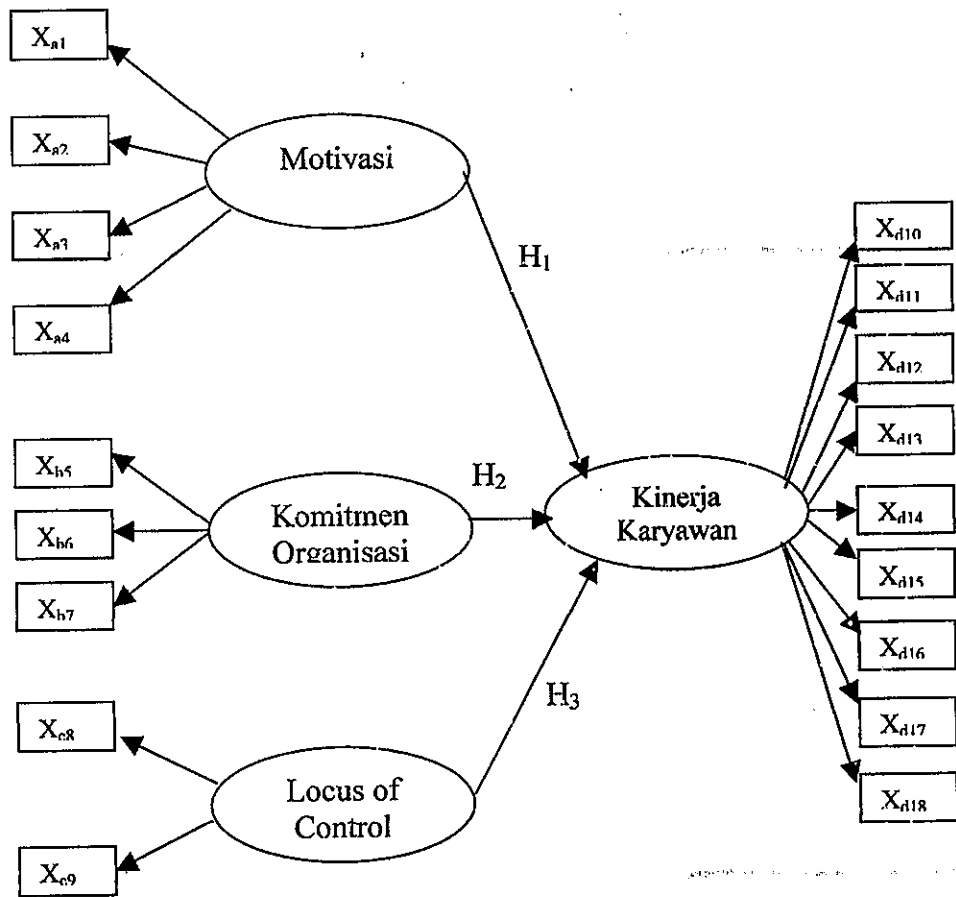 Xa1
Xa2
Xa3
Xa4
Motivasi
H1
Xb5
Xb6
Xb7
Komitmen
Organisasi
H2
Xc8
Xc9
Locus of
Control
H3
Kinerja
Karyawan
Xd10
Xd11
Xd12
Xd13
Xd14
Xd15
Xd16
Xd17
Xd18